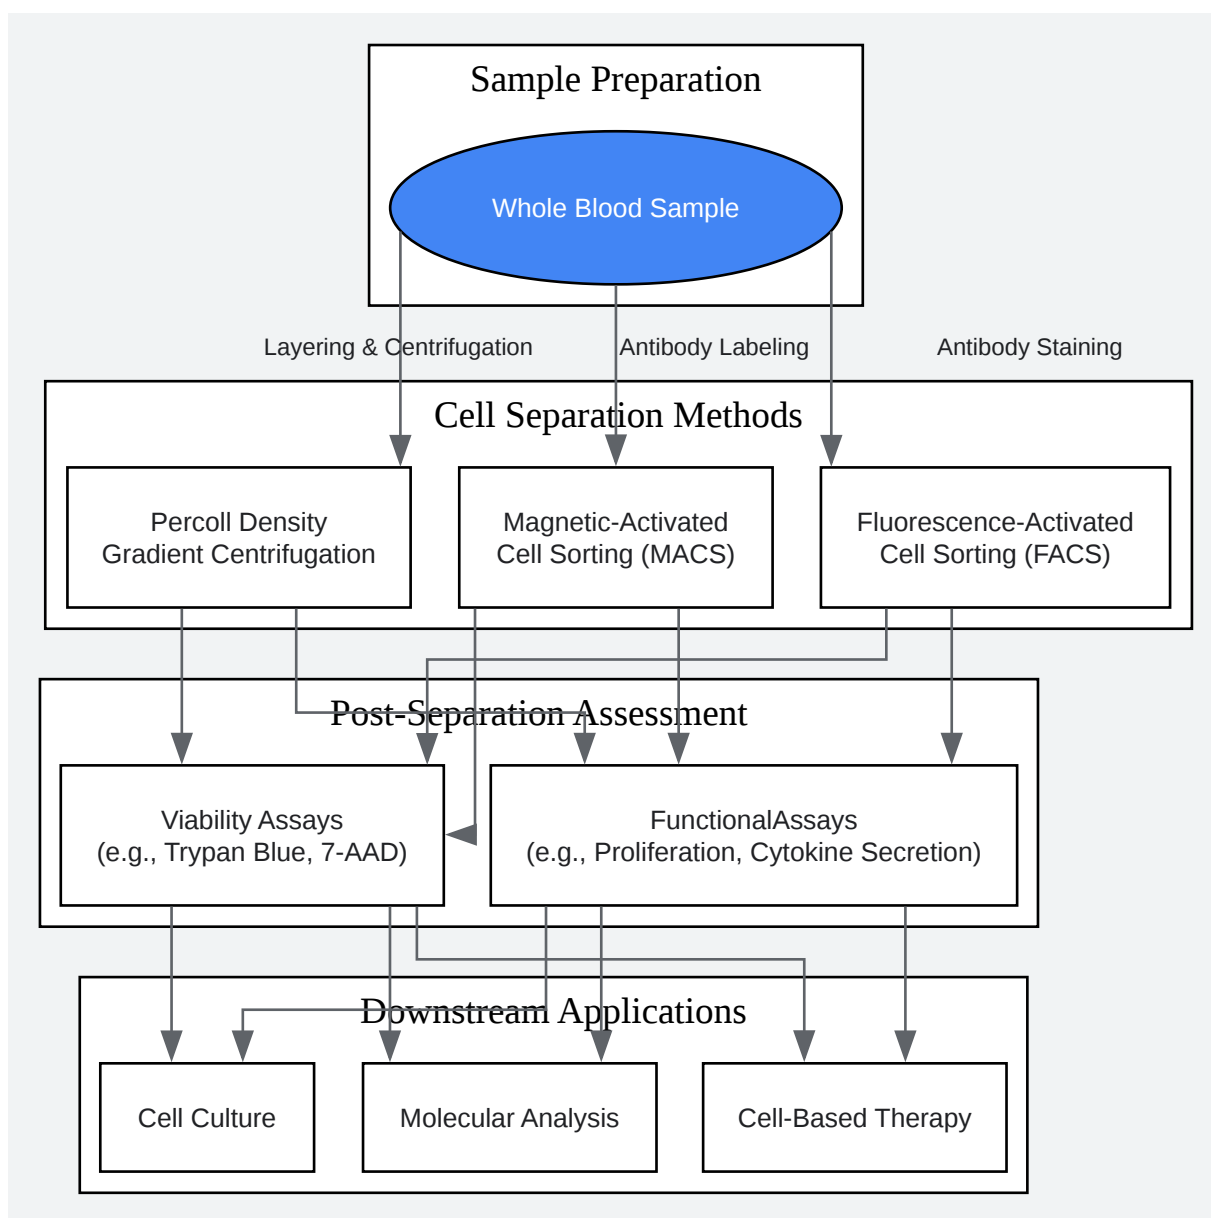 Sample Preparation
Whole Blood Sample
Layering & Centrifugation
Antibody Labeling
Antibody Staining
Cell Separation Methods
Percoll Density
Gradient Centrifugation
Magnetic-Activated
Cell Sorting (MACS)
Fluorescence-Activated
Cell Sorting (FACS)
Post-Separation Assessment
Viability Assays
(e.g., Trypan Blue, 7-AAD)
FunctionalAssays
(e.g., Proliferation, Cytokine Secretion)
Downstream Applications
Cell Culture
Molecular Analysis
Cell-Based Therapy